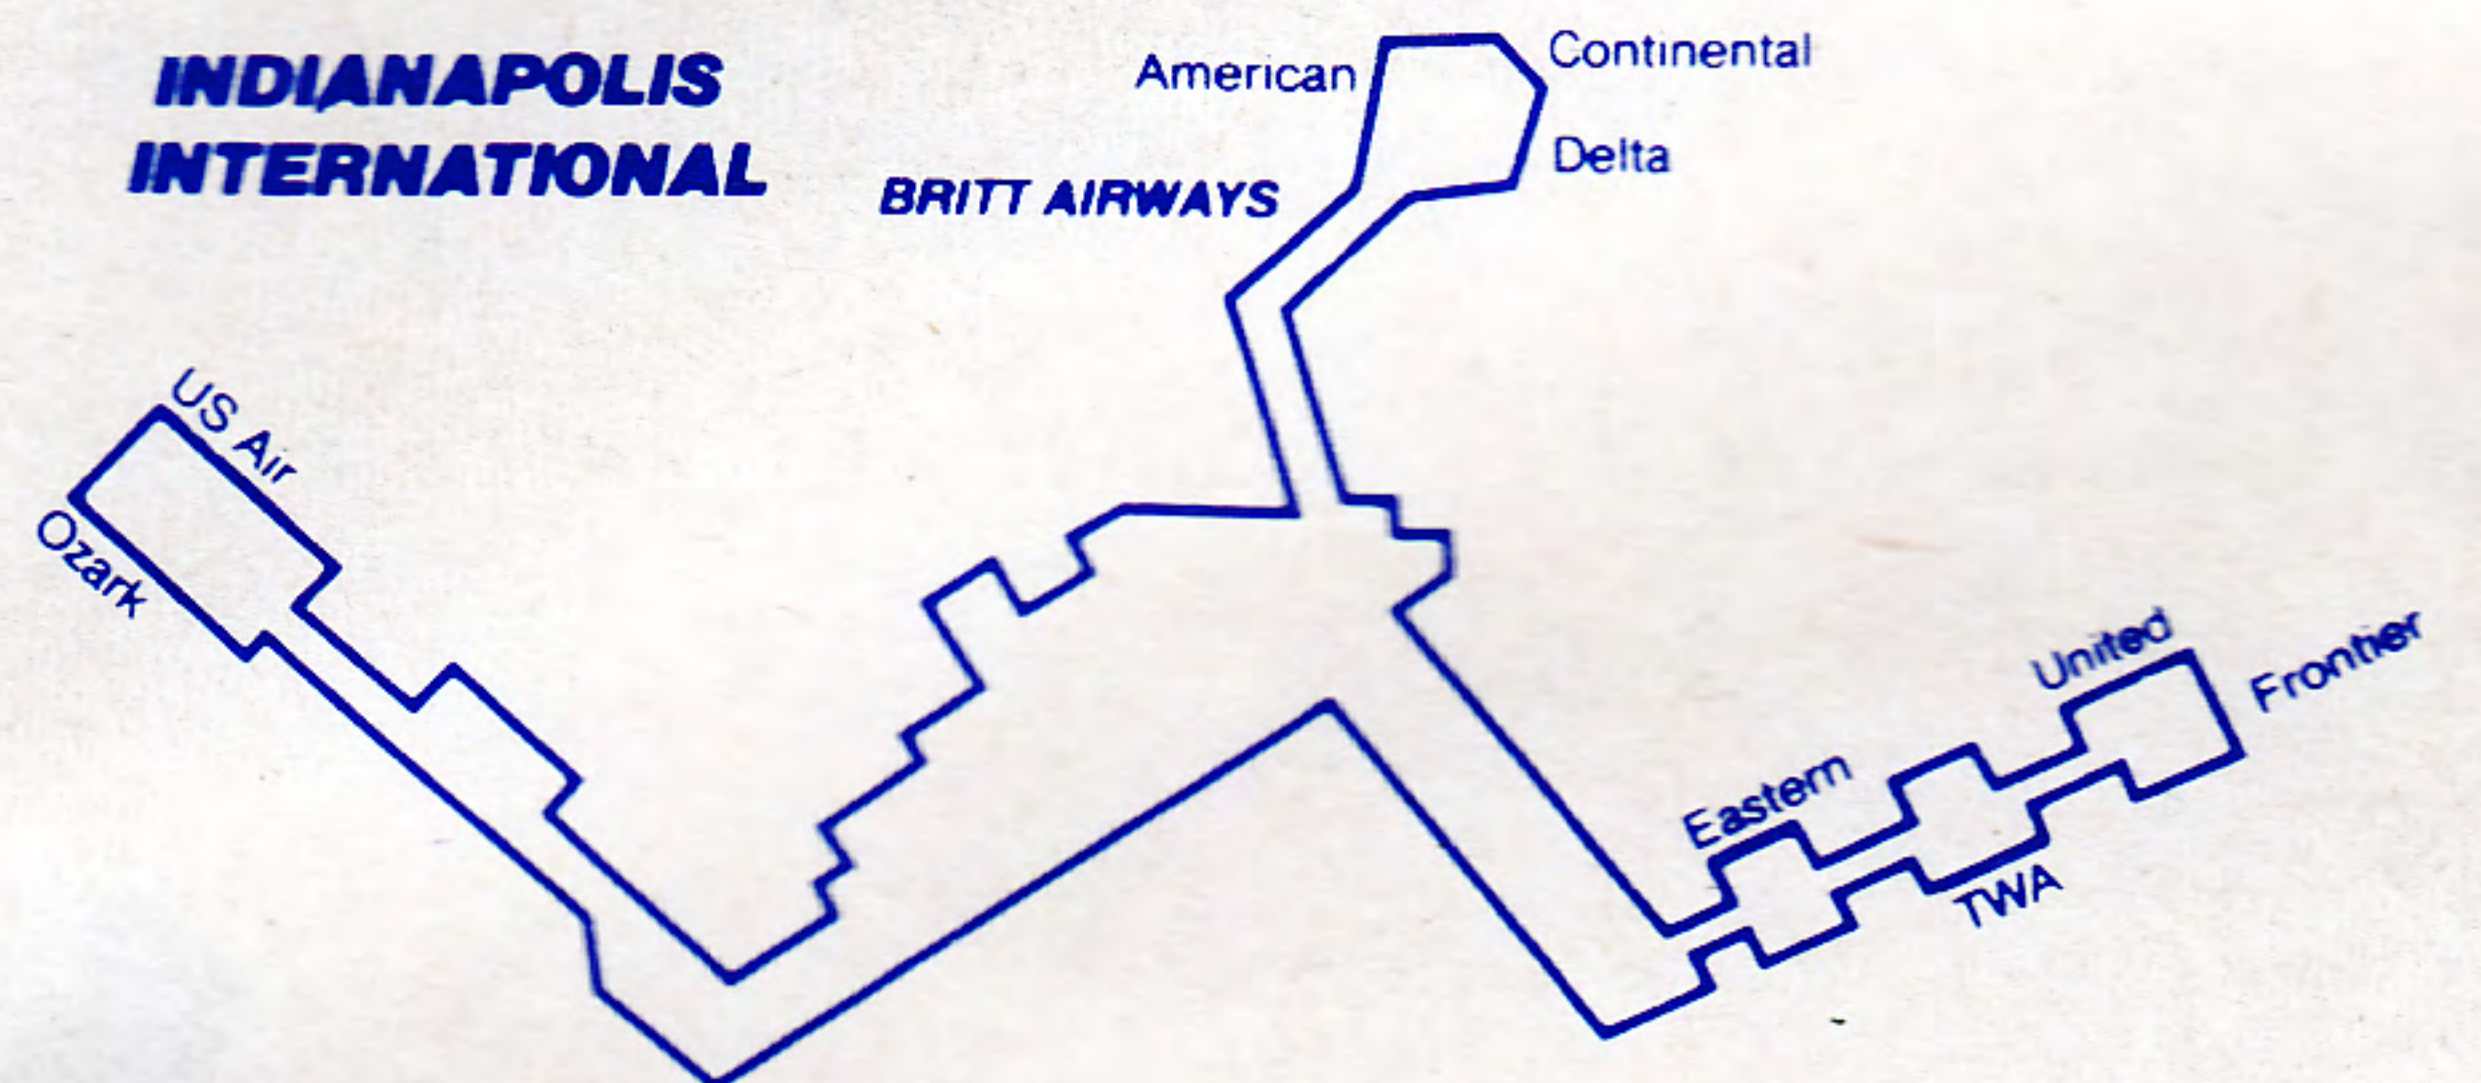 INDIANAPOLIS
INTERNATIONAL
American
Continental
Delta
BRITT AIRWAYS
US Air
Ozark
United
Frontier
Eastern
TWA